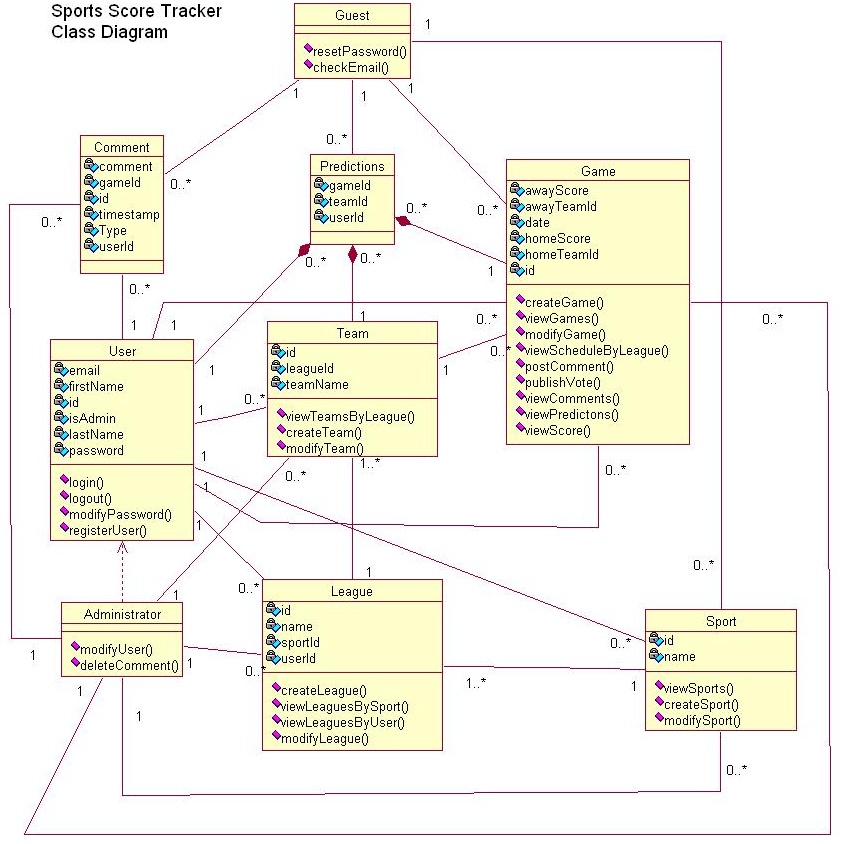 Sports Score Tracker
Class Diagram
Guest
resetPassword()
checkEmail()
1
1
1
1
0..*
0..*
0..*
Comment
comment
gameId
id
timestamp
Type
userId
0..*
0..*
Predictions
gameId
teamId
userId
0..*
0..*
0..*
1
Game
awayScore
awayTeamId
date
homeScore
homeTeamId
id
createGame()
viewGames()
modifyGame()
viewScheduleByLeague()
postComment()
publishVote()
viewComments()
viewPredictons()
viewScore()
0..*
0..*
0..*
0..*
1
1
1
1
User
email
firstName
id
isAdmin
lastName
password
login()
logout()
modifyPassword()
registerUser()
1
1
1
1
Team
id
leagueId
teamName
viewTeamsByLeague()
createTeam()
modifyTeam()
1
0..*
0..*
1..*
1
1
0..*
0..*
League
id
name
sportId
userId
createLeague()
viewLeaguesBySport()
viewLeaguesByUser()
modifyLeague()
1..*
Administrator
modifyUser()
deleteComment()
1
1
1
1
0..*
0..*
1
Sport
id
name
viewSports()
createSport()
modifySport()
0..*